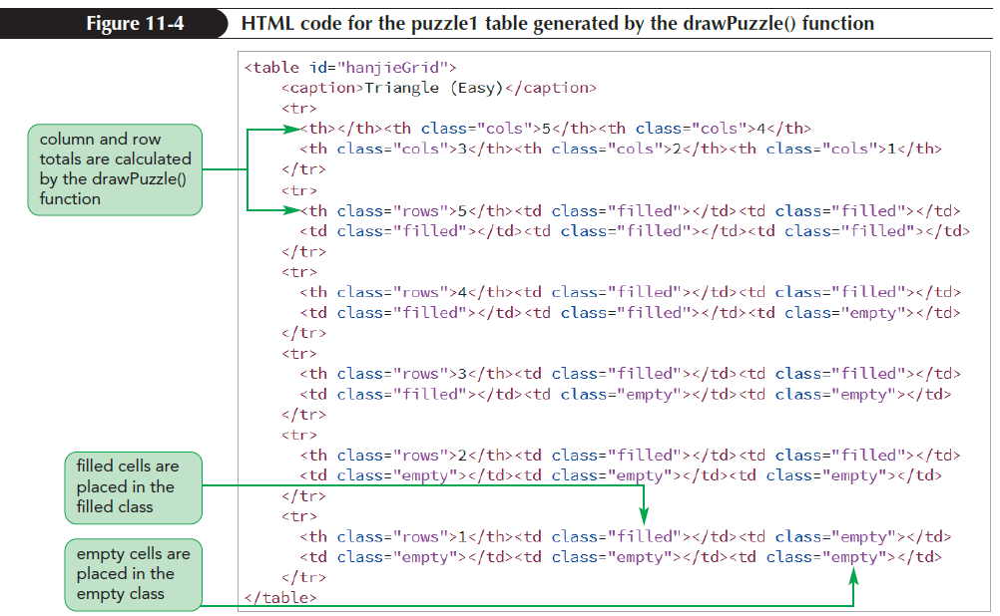 Figure 11-4 HTML code for the puzzle1 table generated by the drawPuzzle() function
<table id="hanjieGrid">
<caption>Triangle (Easy)</caption>
<tr>
<th></th><th class="cols">5</th><th class="cols">4</th>
<th class="cols">3</th><th class="cols">2</th><th class="cols">1</th>
</tr>
<tr>
<th class="rows">5</th><td class="filled"></td><td class="filled"></td>
<td class="filled"></td><td class="filled"></td><td class="filled"></td>
</tr>
<tr>
<th class="rows">4</th><td class="filled"></td><td class="filled"></td>
<td class="filled"></td><td class="filled"></td><td class="empty"></td>
</tr>
<tr>
<th class="rows">3</th><td class="filled"></td><td class="filled"></td>
<td class="filled"></td><td class="empty"></td><td class="empty"></td>
</tr>
<tr>
<th class="rows">2</th><td class="filled"></td><td class="filled"></td>
<td class="empty"></td><td class="empty"></td><td class="empty"></td>
</tr>
<tr>
<th class="rows">1</th><td class="filled"></td><td class="empty"></td>
<td class="empty"></td><td class="empty"></td><td class="empty"></td>
</tr>
</table>
column and row
totals are calculated
by the drawPuzzle()
function
filled cells are
placed in the
filled class
empty cells are
placed in the
empty class